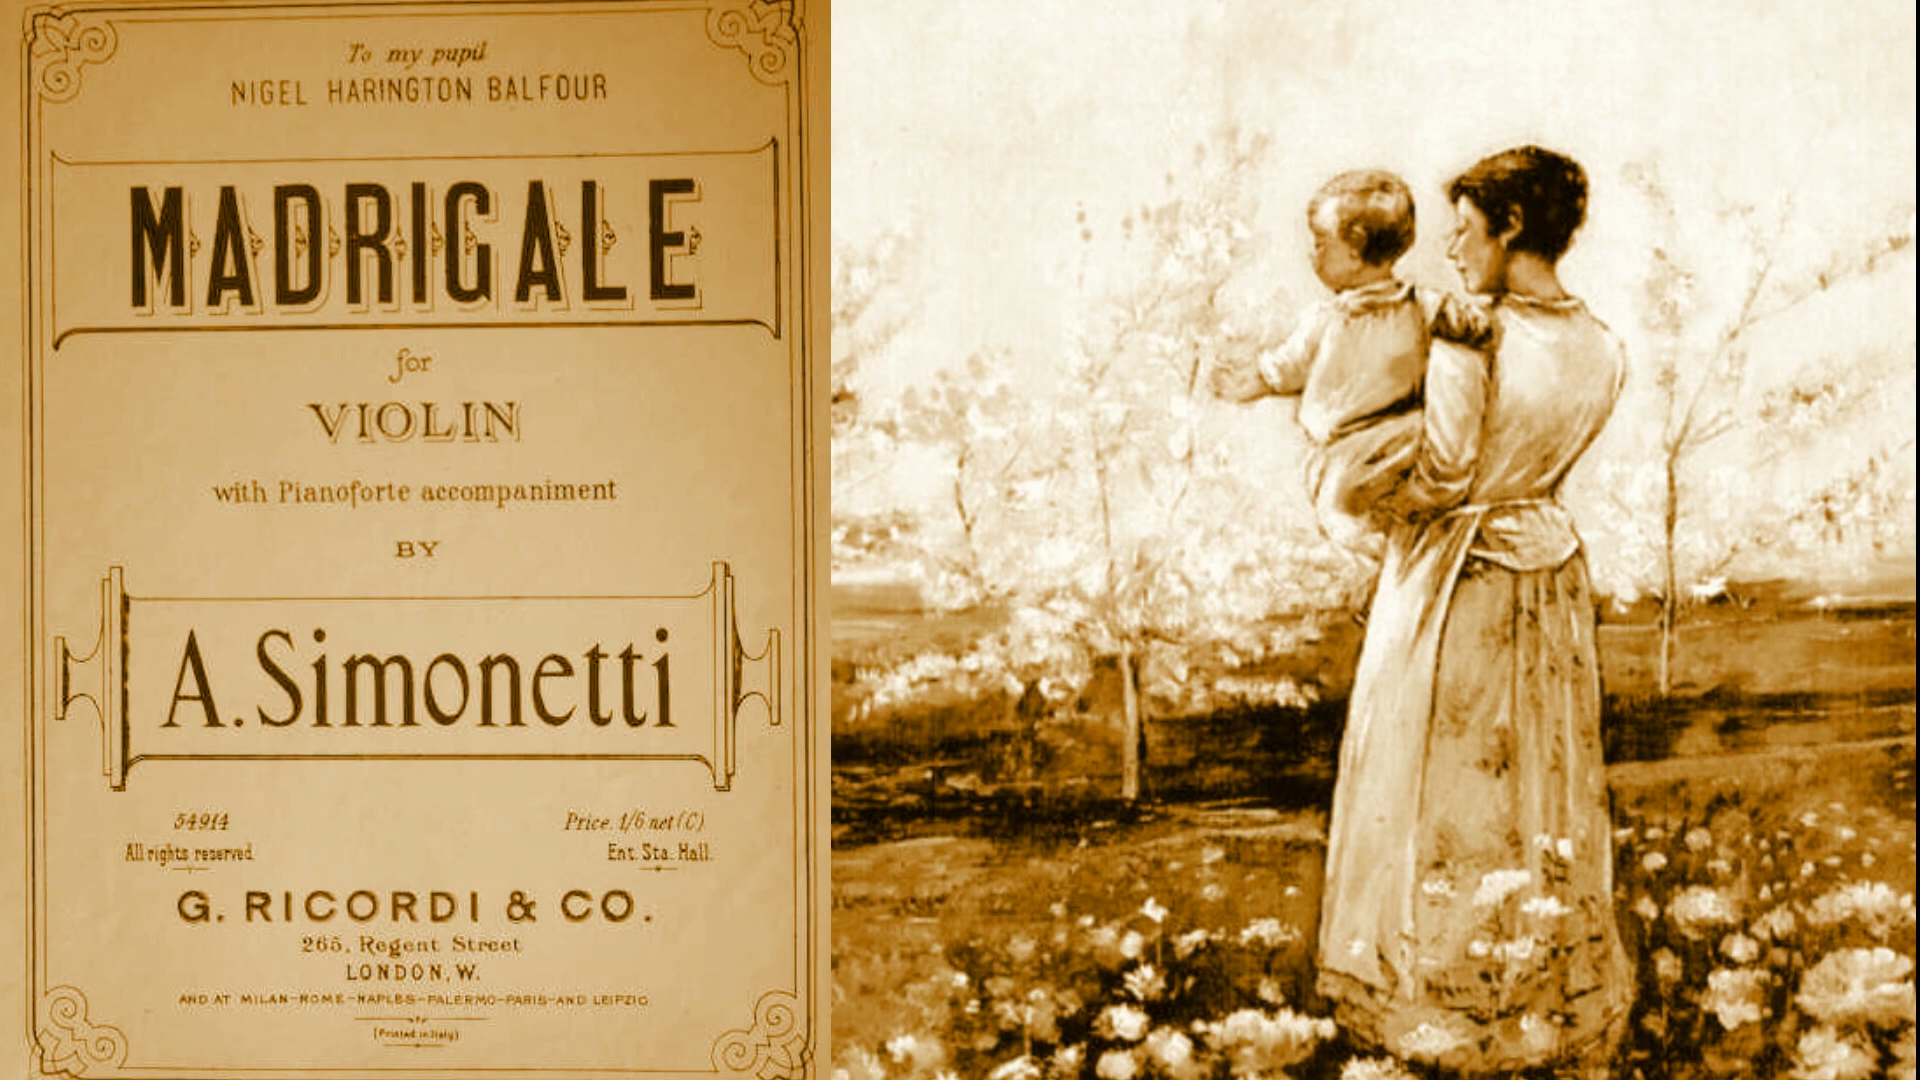 To my pupil
NIGEL HARINGTON BALFOUR
MADRIGALE
for
VIOLIN
with Pianoforte accompaniment
BY
A. Simonetti
54914
Price 1/6 net (C)
All rights reserved
Ent. Sta. Hall.
G. RICORDI & CO.
265, Regent Street
LONDON, W.
AND AT MILAN-ROME-NAPLES-PALERMO-PARIS-AND LEIPZIG
(Printed in Italy)